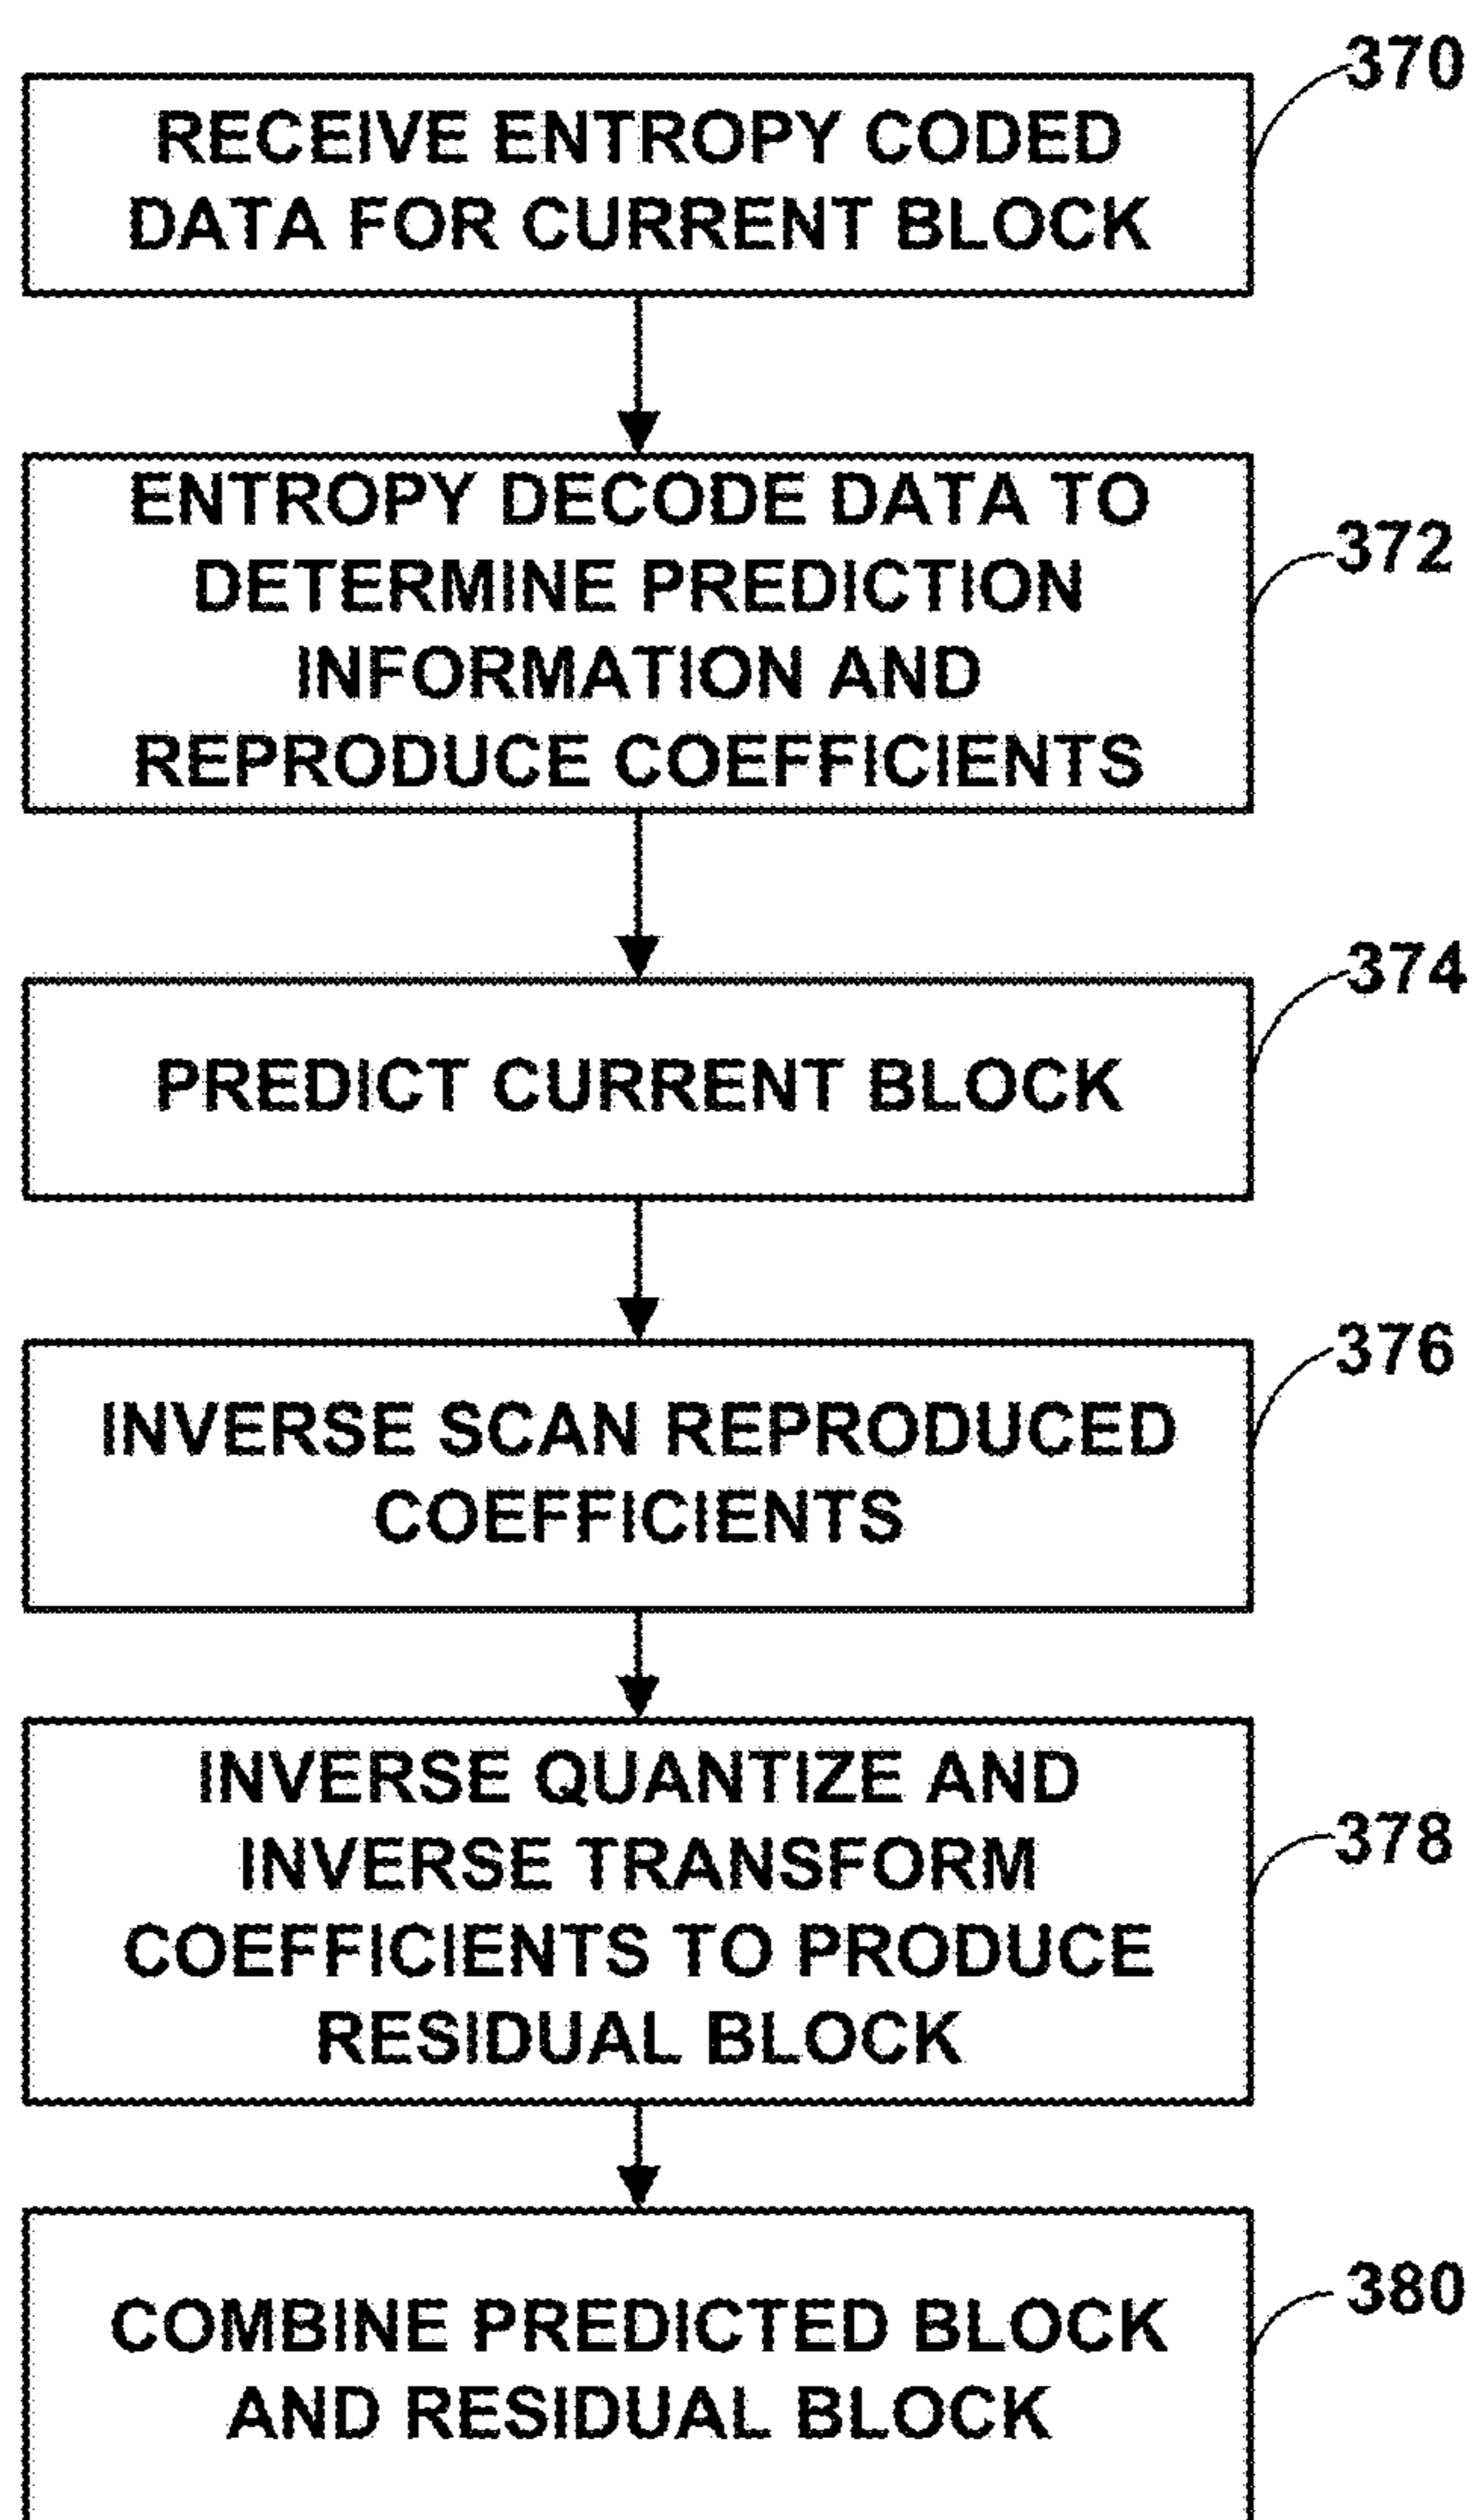 370
RECEIVE ENTROPY CODED
DATA FOR CURRENT BLOCK
ENTROPY DECODE DATA TO
DETERMINE PREDICTION
INFORMATION AND
REPRODUCE COEFFICIENTS
372
374
PREDICT CURRENT BLOCK
376
INVERSE SCAN REPRODUCED
COEFFICIENTS
INVERSE QUANTIZE AND
INVERSE TRANSFORM
COEFFICIENTS TO PRODUCE
RESIDUAL BLOCK
378
380
COMBINE PREDICTED BLOCK
AND RESIDUAL BLOCK